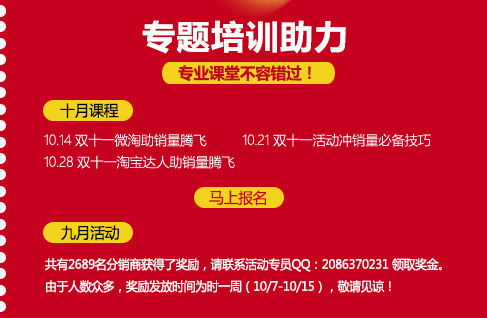 专题培训助力
专业课堂不容错过！
十月课程
10.14 双十一微淘助销量腾飞 10.21 双十一活动冲销量必备技巧
10.28 双十一淘宝达人助销量腾飞
马上报名
九月活动
共有2689名分销商获得了奖励，请联系活动专员QQ：2086370231 领取奖金。
由于人数众多，奖励发放时间为时一周（10/7-10/15），敬请见谅！